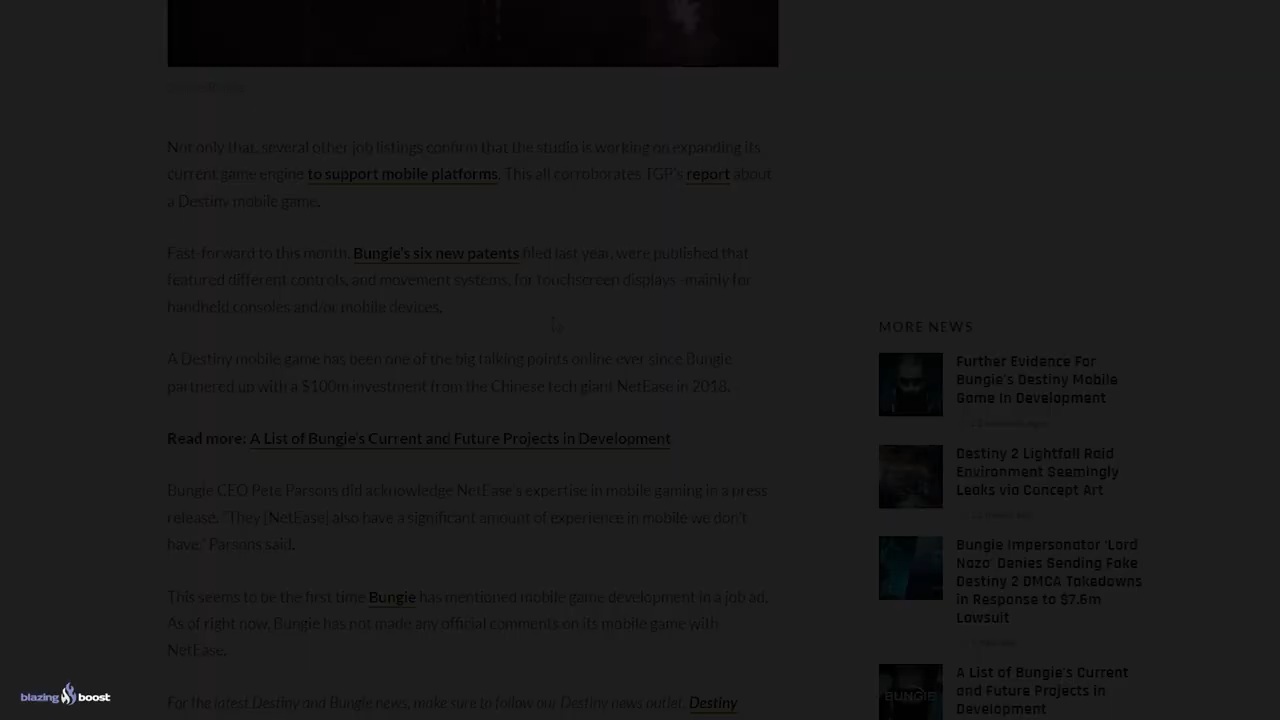 Not only that, several other job listings confirm that the studio is working on expanding its
current game engine to support mobile platforms. This all corroborates TGP's report about
a Destiny mobile game.
Fast-forward to this month, Bungie's six new patents filed last year, were published that
featured different controls, and movement systems, for touchscreen displays -mainly for
handheld consoles and/or mobile devices.
A Destiny mobile game has been one of the big talking points online ever since Bungie
partnered up with a $100m investment from the Chinese tech giant NetEase in 2018.
Read more: A List of Bungie's Current and Future Projects in Development
Bungie CEO Pete Parsons did acknowledge NetEase's expertise in mobile gaming in a press
release. "They [NetEase] also have a significant amount of experience in mobile we don't
have." Parsons said.
This seems to be the first time Bungie has mentioned mobile game development in a job ad.
As of right now, Bungie has not made any official comments on its mobile game with
NetEase.
For the latest Destiny and Bungie news, make sure to follow our Destiny news outlet, Destiny
MORE NEWS
Further Evidence For
Bungie's Destiny Mobile
Game In Development
Destiny 2 Lightfall Raid
Environment Seemingly
Leaks via Concept Art
Bungie Impersonator 'Lord
Nazo' Denies Sending Fake
Destiny 2 DMCA Takedowns
in Response to $7.6m
Lawsuit
BUNGIE
A List of Bungie's Current
and Future Projects in
Development
blazing boost